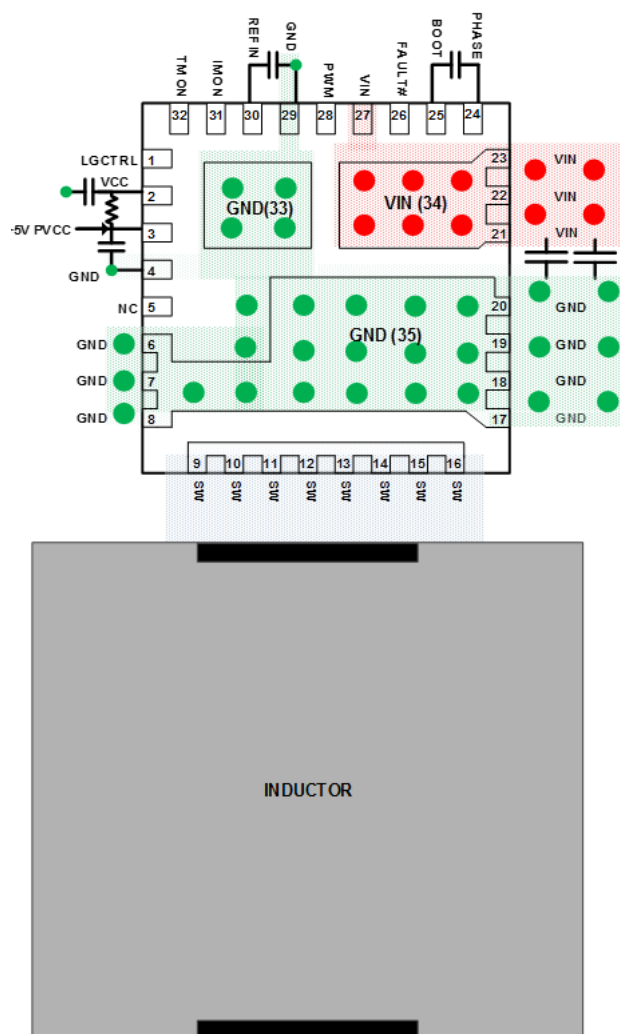 TMON
IMON
REFIN
GND
PWM
VIN
FAULT#
BOOT
PHASE
32 31 30 29 28 27 26 25 24
LGCTRL 1
VCC 2
-5V PVCC 3
GND 4
NC 5
GND 6
GND 7
GND 8
GND(33)
VIN (34)
23 VIN
22 VIN
21 VIN
GND (35)
20 GND
19 GND
18 GND
17 GND
9 10 11 12 13 14 15 16
SW SW SW SW SW SW SW SW
INDUCTOR